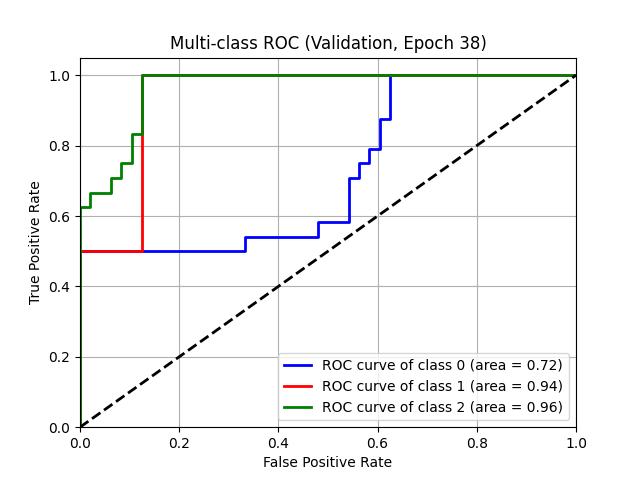 Multi-class ROC (Validation, Epoch 38)
True Positive Rate
1.0
0.8
0.6
0.4
0.2
0.0
ROC curve of class 0 (area = 0.72)
ROC curve of class 1 (area = 0.94)
ROC curve of class 2 (area = 0.96)
0.0 0.2 0.4 0.6 0.8 1.0
False Positive Rate